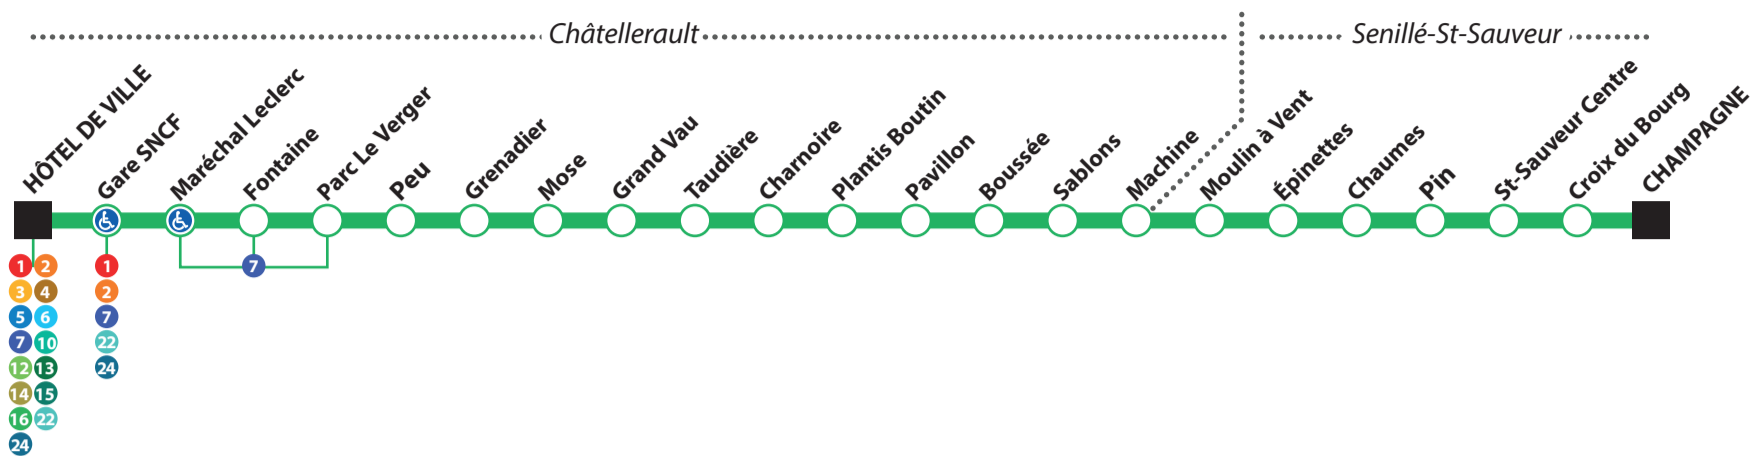 Châtellerault
Senillé-St-Sauveur
HÔTEL DE VILLE
Gare SNCF
Maréchal Leclerc
Fontaine
Parc Le Verger
Peu
Grenadier
Mose
Grand Vau
Taudière
Charnoire
Plantis Boutin
Pavillon
Boussée
Sablons
Machine
Moulin à Vent
Épinettes
Chaumes
Pin
St-Sauveur Centre
Croix du Bourg
CHAMPAGNE
1 2
3 4
5 6
7 10
12 13
14 15
16 22
24
1
2
7
22
24
7